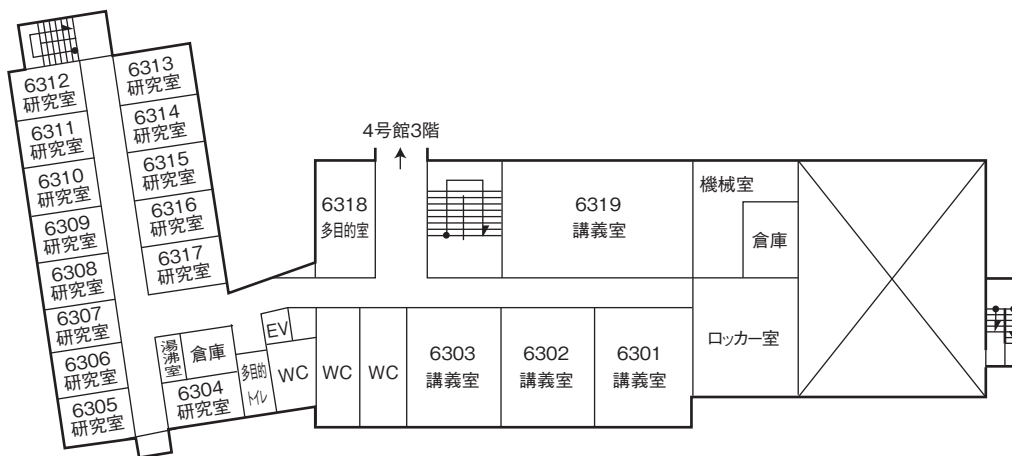 6312
研究室
6311
研究室
6310
研究室
6309
研究室
6308
研究室
6307
研究室
6306
研究室
6305
研究室
6313
研究室
6314
研究室
6315
研究室
6316
研究室
6317
研究室
湯沸室
倉庫
6304
研究室
多目的
トイレ
EV
WC
WC
WC
4号館3階
6318
多目的室
6319
講義室
6303
講義室
6302
講義室
6301
講義室
機械室
倉庫
ロッカー室